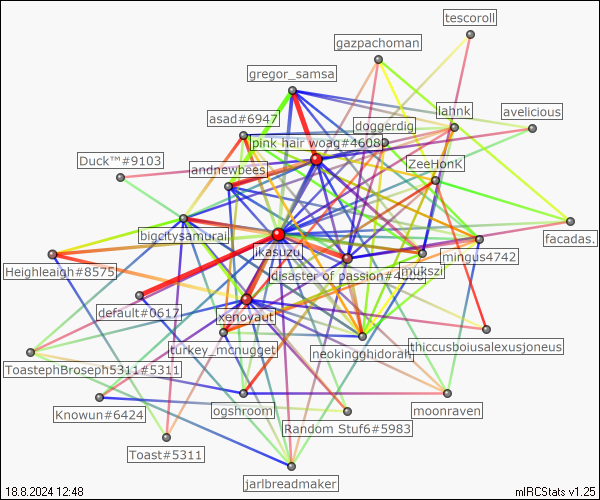 tescoroll
gazpachoman
gregor_samsa
lahnk
avelicious
asad#6947
doggerdig
pink hair woag#4608
Duck™#9103
andnewbees
ZeeHonK
bigcitysamurai
facadas.
jKasuzu
mingus4742
Heighleaigh#8575
disaster of passion#4
mukszi
default#0617
xenoyaut
thiccusboiusalexusjoneus
turkey_mcnugget
neokingghidorah
ToastephBroseph5311#5311
Knowun#6424
ogshroom
moonraven
Random Stuf6#5983
Toast#5311
jarlbreadmaker
18.8.2024 12:48
mIRCStats v1.25